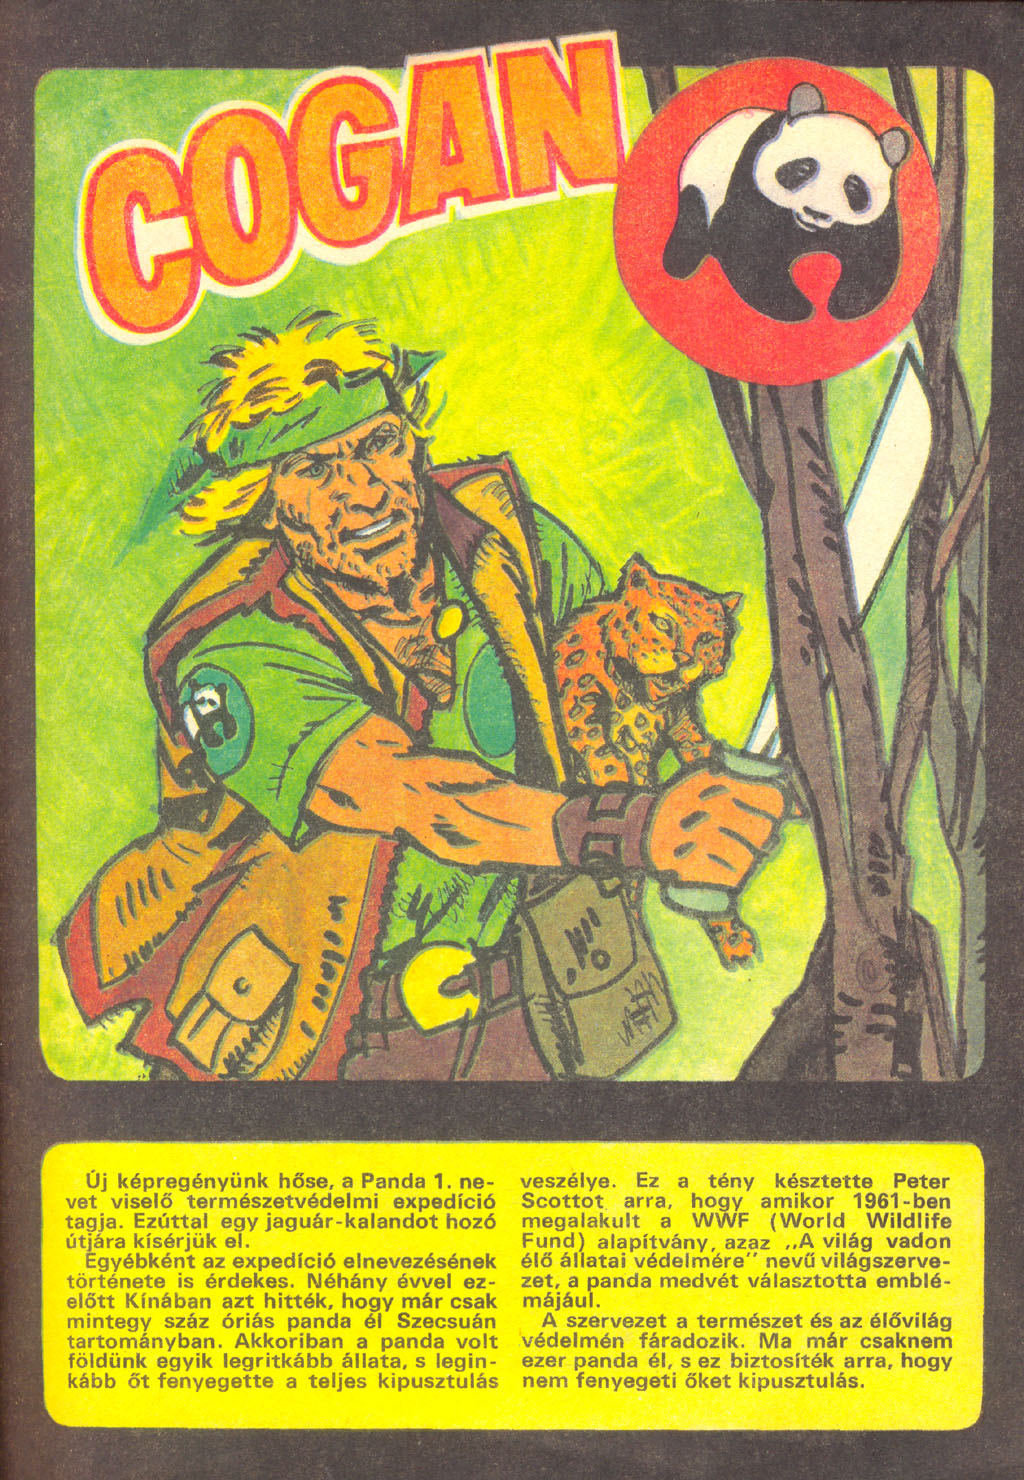 COGAN
Új képregényünk hőse, a Panda 1. ne-
vet viselő természetvédelmi expedíció
tagja. Ezúttal egy jaguár-kalandot hozó
útjára kísérjük el.
Egyébként az expedíció elnevezésének
története is érdekes. Néhány évvel ez-
előtt Kínában azt hitték, hogy már csak
mintegy száz óriás panda él Szecsuán
tartományban. Akkoriban a panda volt
földünk egyik legritkább állata, s legin-
kább őt fenyegette a teljes kipusztulás
veszélye. Ez a tény késztette Peter
Scottot arra, hogy amikor 1961-ben
megalakult a WWF (World Wildlife
Fund) alapítvány, azaz „A világ vadon
élő állatai védelmére" nevű világszerve-
zet, a panda medvét választotta emblé-
májául.
A szervezet a természet és az élővilág
védelmén fáradozik. Ma már csaknem
ezer panda él, s ez biztosíték arra, hogy
nem fenyegeti őket kipusztulás.